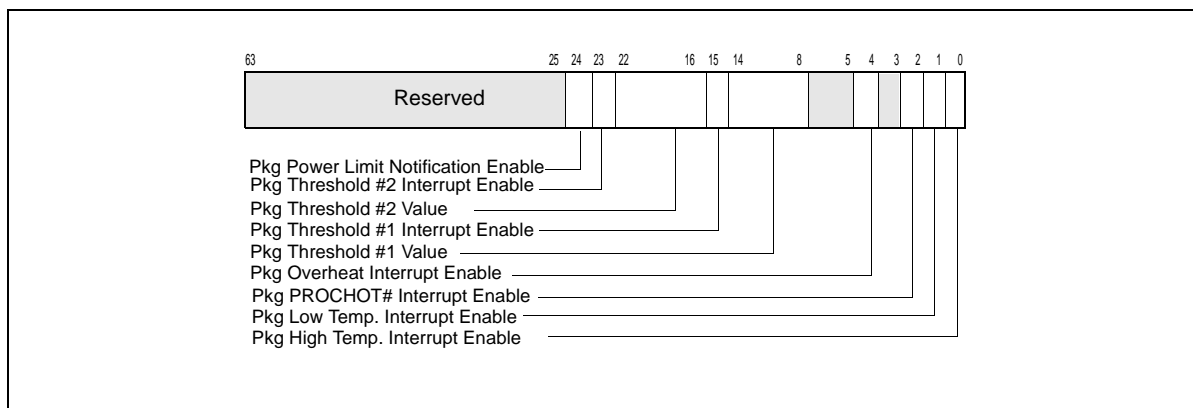 63 25 24 23 22 16 15 14 8 5 4 3 2 1 0
Reserved
Pkg Power Limit Notification Enable
Pkg Threshold #2 Interrupt Enable
Pkg Threshold #2 Value
Pkg Threshold #1 Interrupt Enable
Pkg Threshold #1 Value
Pkg Overheat Interrupt Enable
Pkg PROCHOT# Interrupt Enable
Pkg Low Temp. Interrupt Enable
Pkg High Temp. Interrupt Enable